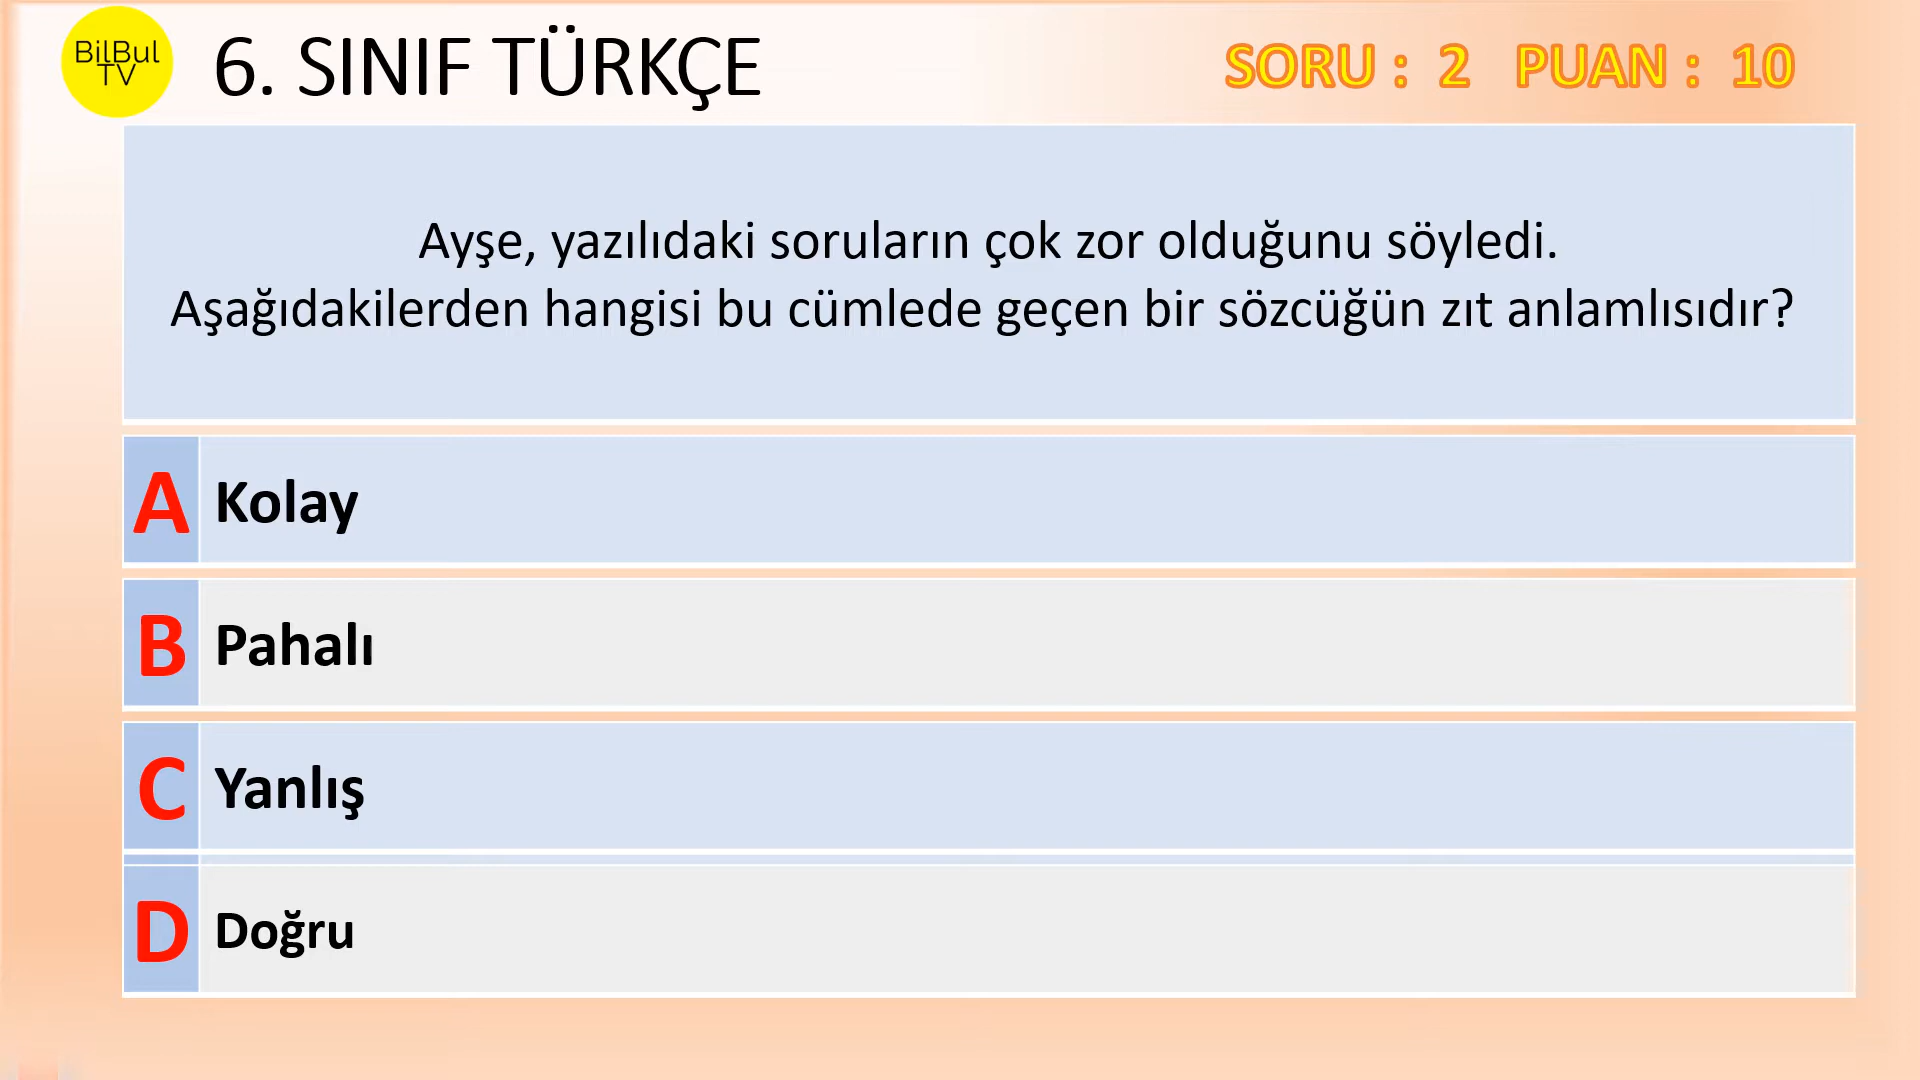 BilBul
TV
6. SINIF TÜRKÇE
SORU : 2 PUAN : 10
Ayşe, yazılıdaki soruların çok zor olduğunu söyledi.
Aşağıdakilerden hangisi bu cümlede geçen bir sözcüğün zıt anlamlısıdır?
A Kolay
B Pahalı
C Yanlış
D Doğru